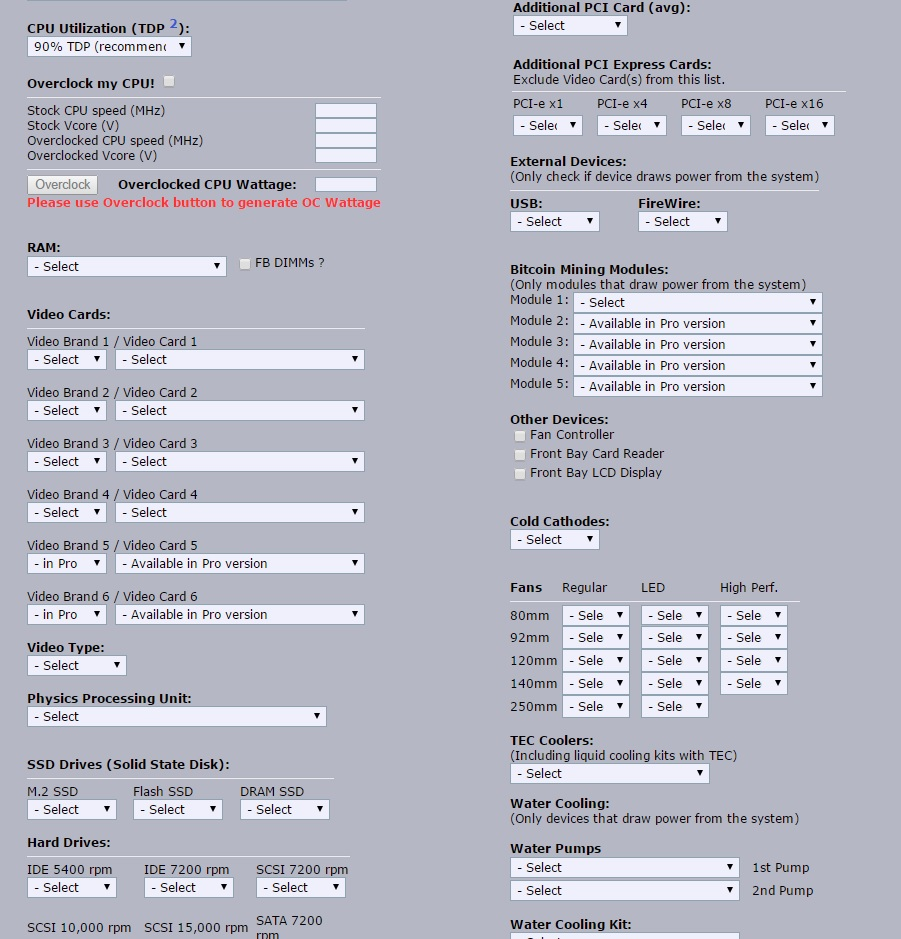 CPU Utilization (TDP 2):
90% TDP (recommenc
Overclock my CPU!
Stock CPU speed (MHz)
Stock Vcore (V)
Overclocked CPU speed (MHz)
Overclocked Vcore (V)
Overclock Overclocked CPU Wattage:
Please use Overclock button to generate OC Wattage
RAM:
- Select FB DIMMs ?
Video Cards:
Video Brand 1 / Video Card 1
- Select - Select
Video Brand 2 / Video Card 2
- Select - Select
Video Brand 3 / Video Card 3
- Select - Select
Video Brand 4 / Video Card 4
- Select - Select
Video Brand 5 / Video Card 5
- in Pro - Available in Pro version
Video Brand 6 / Video Card 6
- in Pro - Available in Pro version
Video Type:
- Select
Physics Processing Unit:
- Select
SSD Drives (Solid State Disk):
M.2 SSD Flash SSD DRAM SSD
- Select - Select - Select
Hard Drives:
IDE 5400 rpm IDE 7200 rpm SCSI 7200 rpm
- Select - Select - Select
SCSI 10,000 rpm SCSI 15,000 rpm SATA 7200
rpm
Additional PCI Card (avg):
- Select
Additional PCI Express Cards:
Exclude Video Card(s) from this list.
PCI-e x1 PCI-e x4 PCI-e x8 PCI-e x16
- Selec - Selec - Selec - Selec
External Devices:
(Only check if device draws power from the system)
USB: FireWire:
- Select - Select
Bitcoin Mining Modules:
(Only modules that draw power from the system)
Module 1: - Select
Module 2: - Available in Pro version
Module 3: - Available in Pro version
Module 4: - Available in Pro version
Module 5: - Available in Pro version
Other Devices:
Fan Controller
Front Bay Card Reader
Front Bay LCD Display
Cold Cathodes:
- Select
Fans Regular LED High Perf.
80mm - Sele - Sele - Sele
92mm - Sele - Sele - Sele
120mm - Sele - Sele - Sele
140mm - Sele - Sele - Sele
250mm - Sele - Sele
TEC Coolers:
(Including liquid cooling kits with TEC)
- Select
Water Cooling:
(Only devices that draw power from the system)
Water Pumps
- Select 1st Pump
- Select 2nd Pump
Water Cooling Kit: